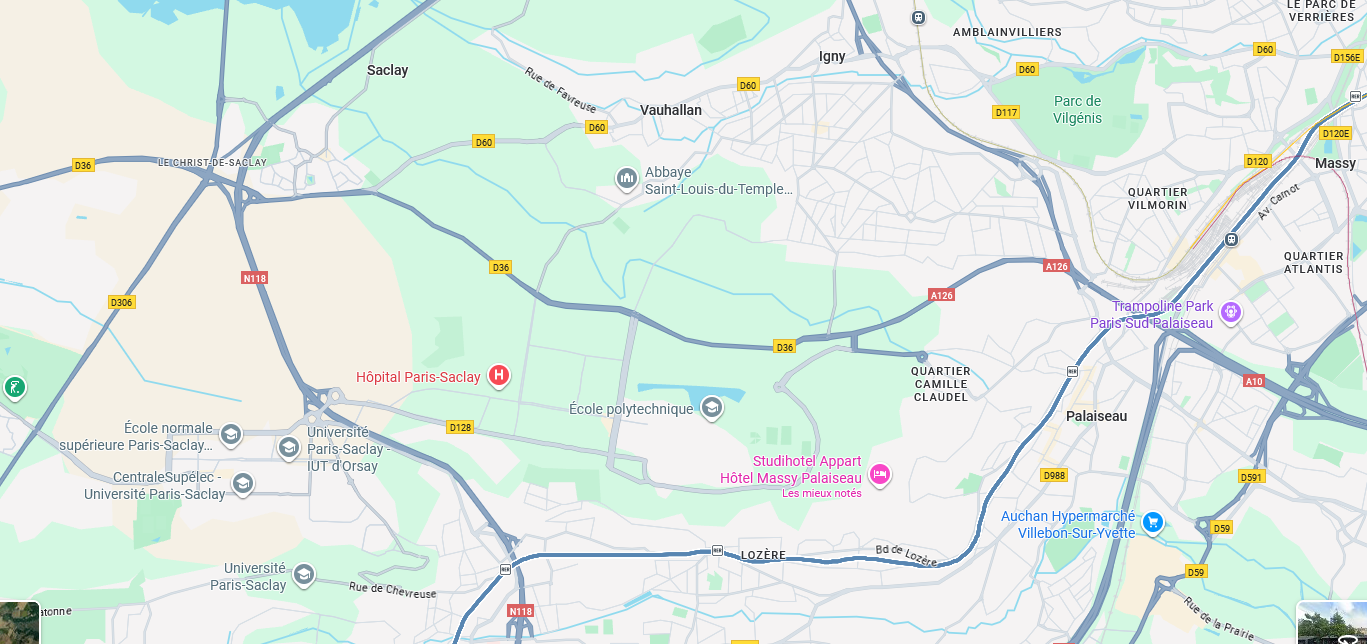 LE PARC DE
VERRIÈRES
AMBLAINVILLIERS
Igny
D60
D156E
D60
Saclay
Rue de Favreuse
D60
Vauhallan
D117
Parc de
Vilgénis
D60
D120E
D60
LE CHRIST-DE-SACLAY
D36
D120
Massy
Abbaye
Saint-Louis-du-Temple…
QUARTIER
VILMORIN
Av. Carnot
D36
N118
A126
QUARTIER
ATLANTIS
D306
A126
Trampoline Park
Paris Sud Palaiseau
D36
Hôpital Paris-Saclay
QUARTIER
CAMILLE
CLAUDEL
A10
École polytechnique
Palaiseau
École normale
supérieure Paris-Saclay…
Université
Paris-Saclay -
IUT d'Orsay
D128
CentraleSupélec -
Université Paris-Saclay
Studihotel Appart
Hôtel Massy Palaiseau
Les mieux notés
D988
D591
Auchan Hypermarché
Villebon-Sur-Yvette
D59
LOZÈRE
Bd de Lozère
Université
Paris-Saclay
D59
Rue de Chevreuse
atonne
N118
Rue de la Prairie